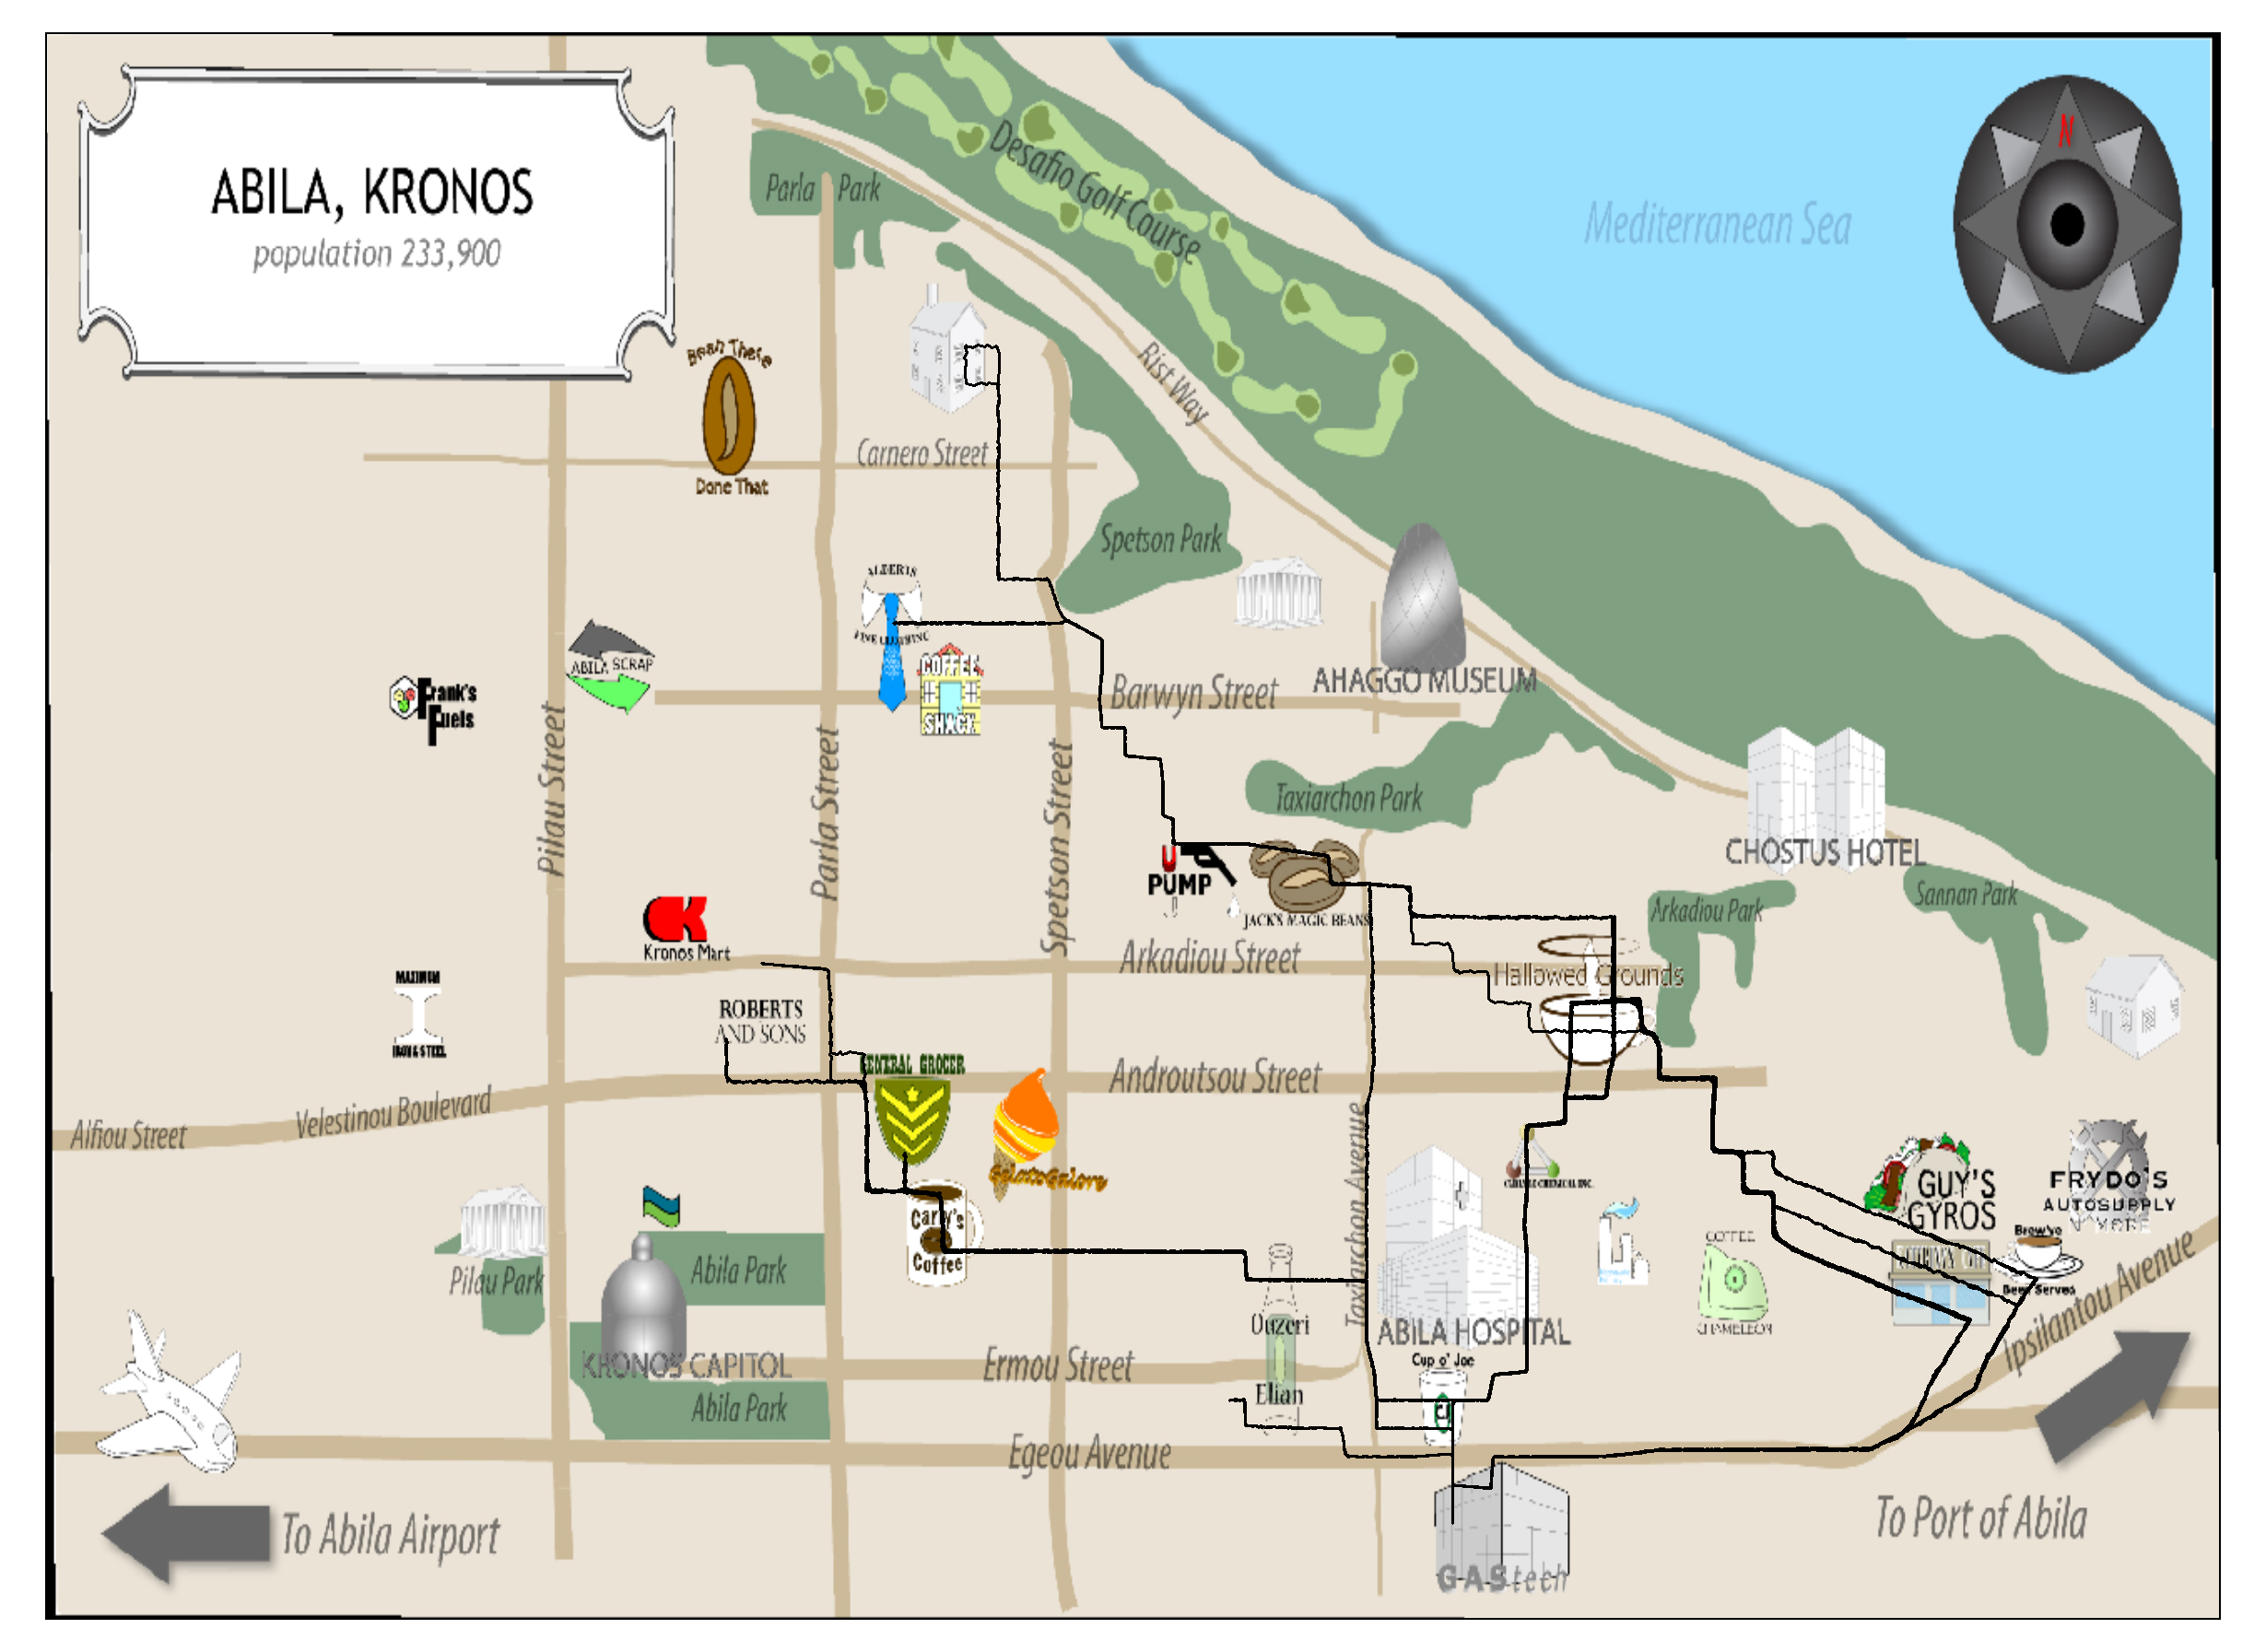 ABILA, KRONOS
population 233,900
N
Mediterranean Sea
Desafio Golf Course
Parla Park
Rist Way
Bean There
Done That
Carnero Street
Spetson Park
ALBERTS
FINE CLOTHING
ABILA SCRAP
Frank's
Fuels
COFFEE
SHACK
Barwyn Street
AHAGGO MUSEUM
Pilau Street
Parla Street
Spetson Street
Taxiarchon Park
CHOSTUS HOTEL
U
PUMP
JACK'S MAGIC BEANS
Arkadiou Park
Sannan Park
Kronos Mart
Arkadiou Street
Hallowed Grounds
MAXIMUM
IRON & STEEL
ROBERTS
AND SONS
GENERAL GROCER
Androutsou Street
Alfiou Street
Velestinou Boulevard
Gelato Galore
Taxiarchon Avenue
GUY'S
GYROS
FRYDO'S
AUTOSUPPLY
N' MORE
Carly's
Coffee
Brew've
Been Served
COFFEE
CHAMELEON
Pilau Park
Abila Park
Ouzeri
Elian
ABILA HOSPITAL
Ipsilantou Avenue
KRONOS CAPITOL
Ermou Street
Cup o' Joe
CJ
Abila Park
Egeou Avenue
To Abila Airport
GAStech
To Port of Abila